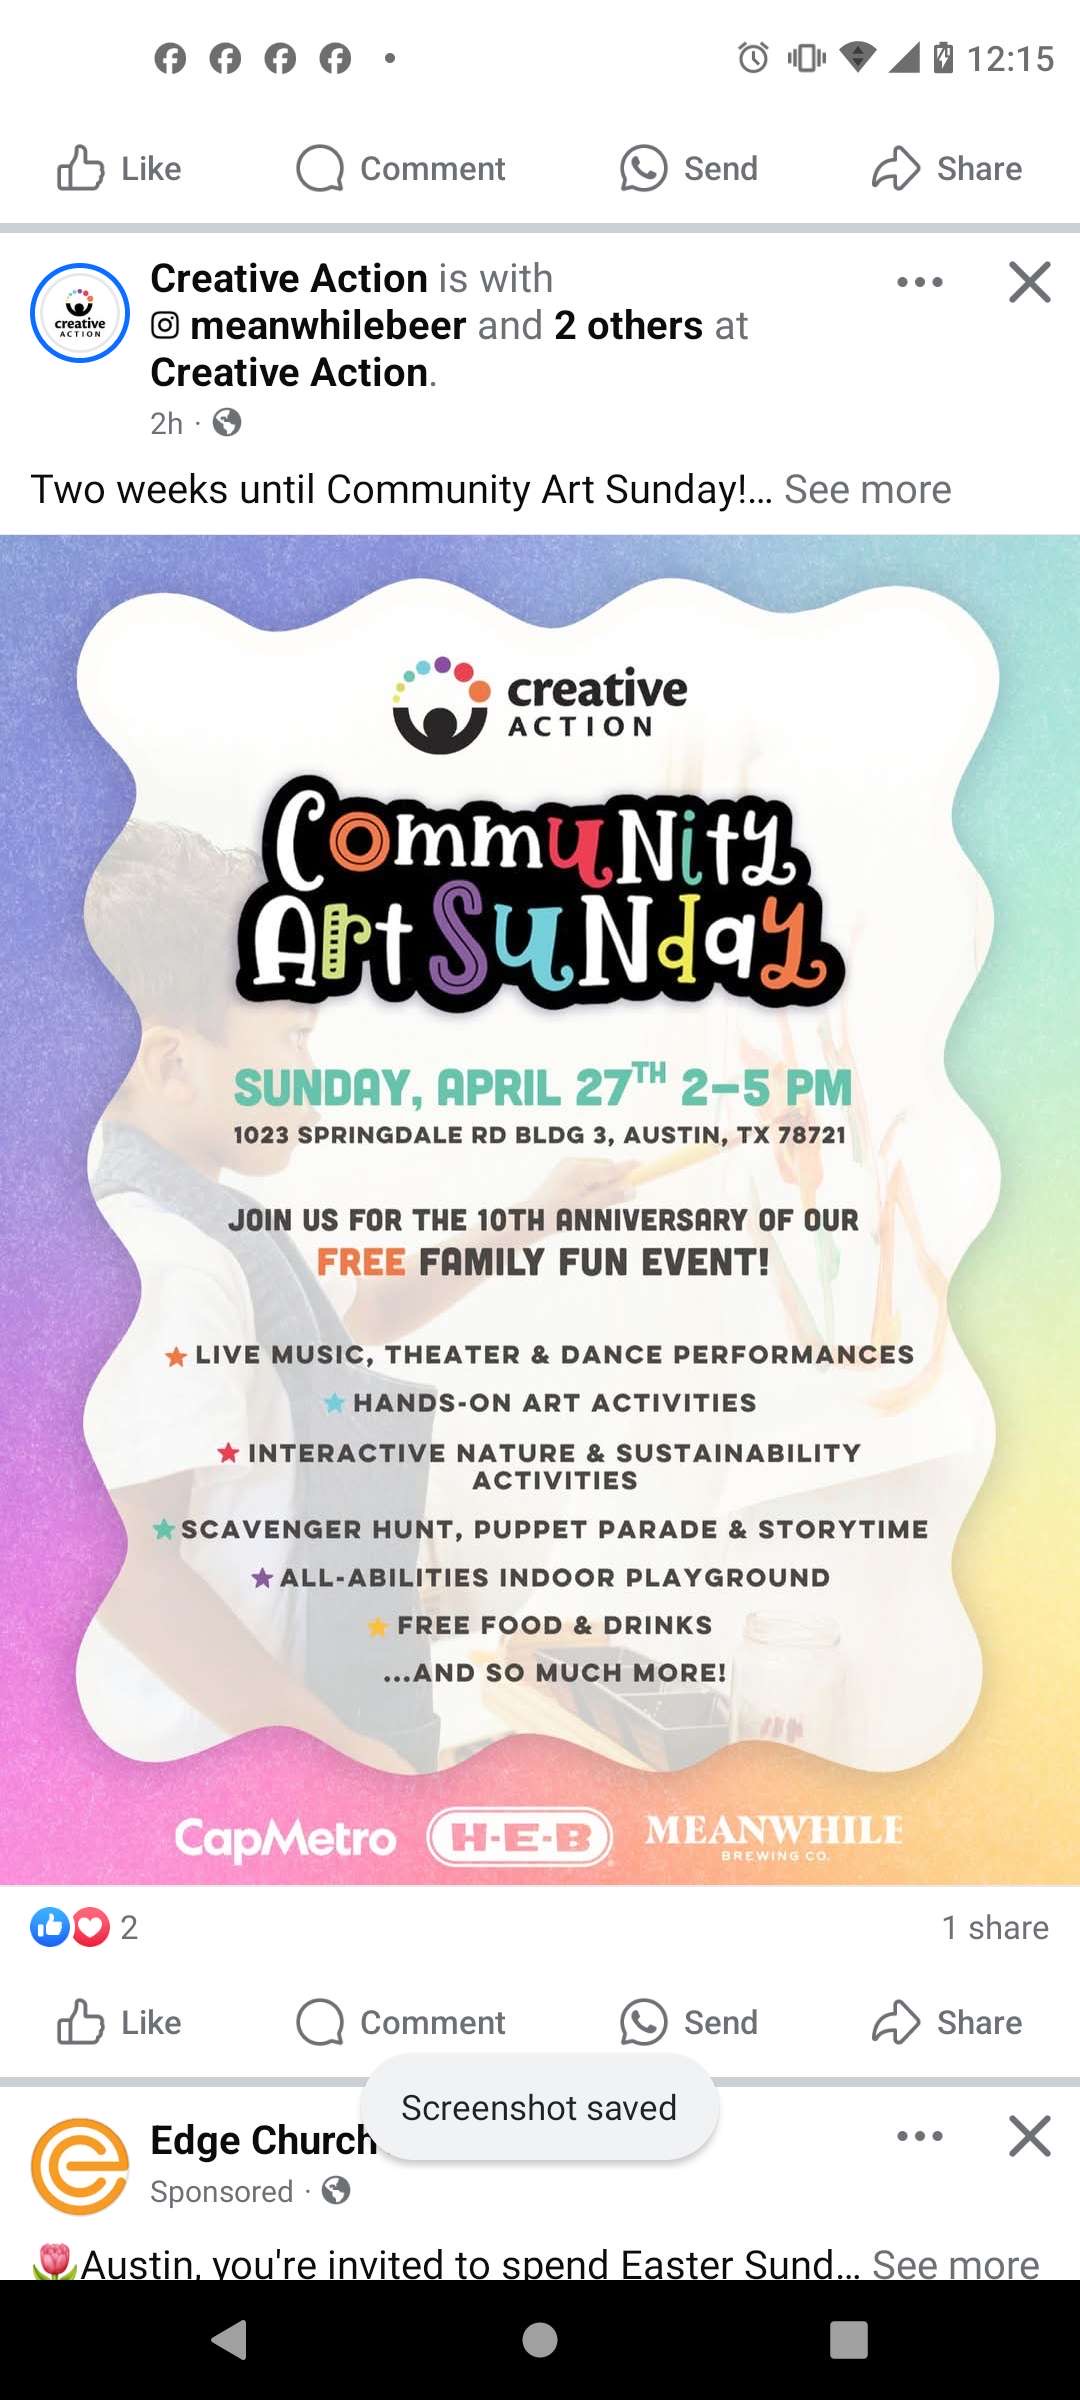 12:15
Like Comment Send Share
Creative Action is with
meanwhilebeer and 2 others at
Creative Action.
2h ·
creative
ACTION
Two weeks until Community Art Sunday!... See more
creative
ACTION
Community
Art Sunday
SUNDAY, APRIL 27TH 2–5 PM
1023 SPRINGDALE RD BLDG 3, AUSTIN, TX 78721
JOIN US FOR THE 10TH ANNIVERSARY OF OUR
FREE FAMILY FUN EVENT!
LIVE MUSIC, THEATER & DANCE PERFORMANCES
HANDS-ON ART ACTIVITIES
INTERACTIVE NATURE & SUSTAINABILITY
ACTIVITIES
SCAVENGER HUNT, PUPPET PARADE & STORYTIME
ALL-ABILITIES INDOOR PLAYGROUND
FREE FOOD & DRINKS
...AND SO MUCH MORE!
CapMetro H-E-B MEANWHILE
BREWING CO.
2 1 share
Like Comment Send Share
Screenshot saved
Edge Church
Sponsored ·
🌷Austin, you're invited to spend Easter Sund... See more